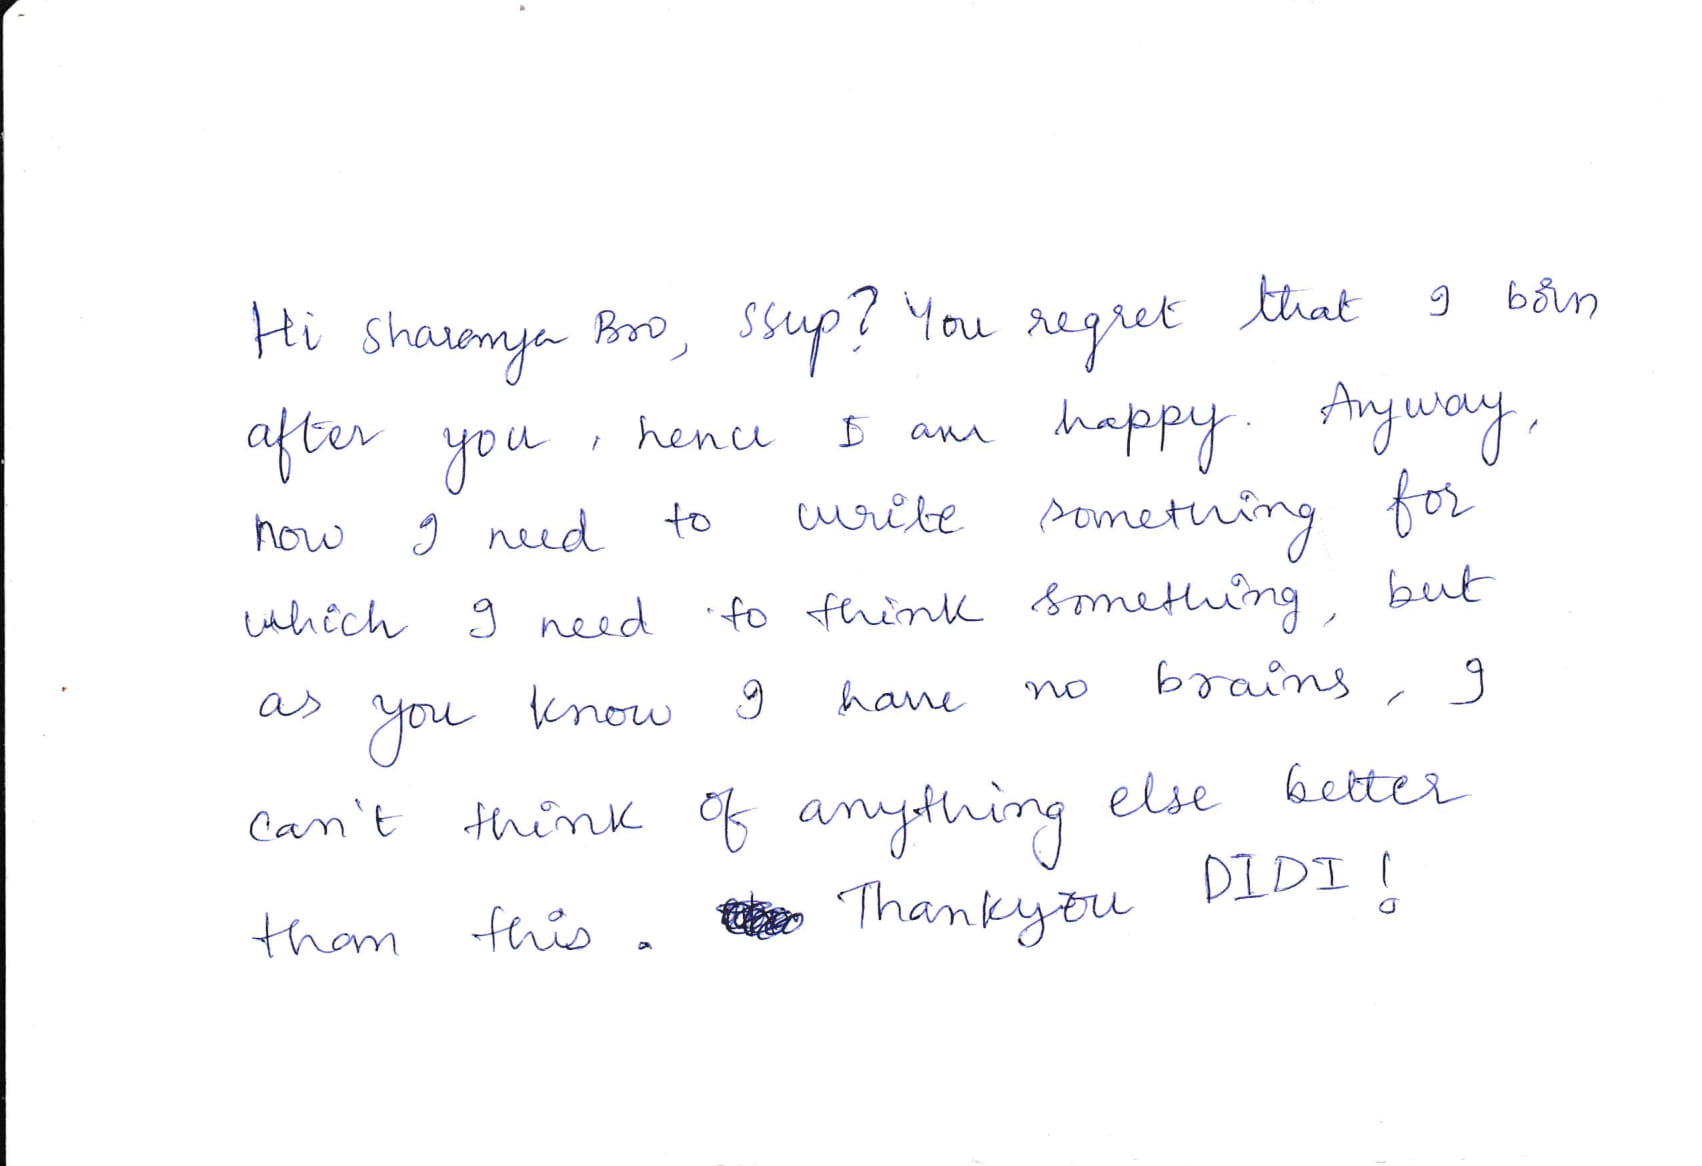 Hi Sharanya Bro, ssup? You regret that I born
after you, hence I am happy. Anyway,
now I need to write something for
which I need to think something, but
as you know I have no brains, I
can't think of anything else better
than this. Thankyou DIDI!